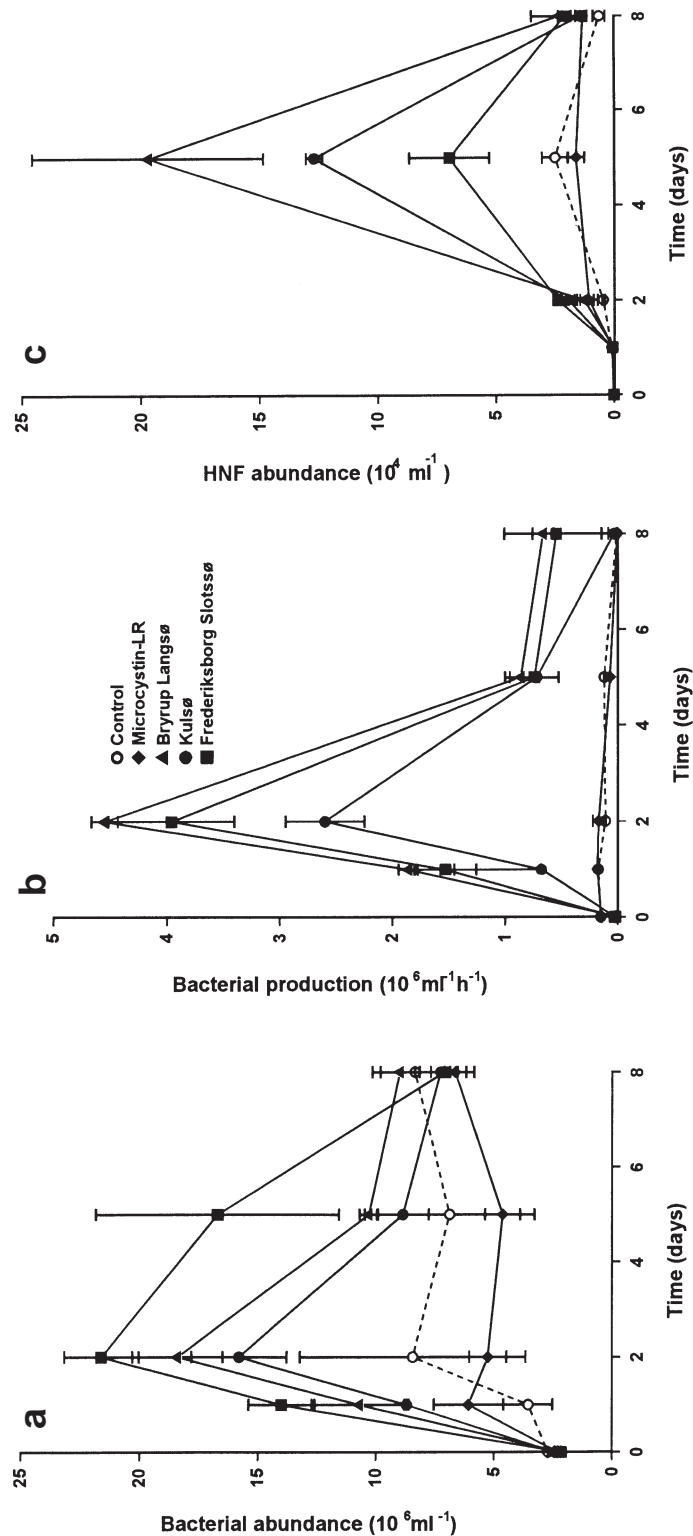 a
25
20
15
10
5
0
Bacterial abundance (10⁶ml⁻¹)
0
2
4
6
8
Time (days)
b
5
4
3
2
1
0
Bacterial production (10⁶ml⁻¹h⁻¹)
0
2
4
6
8
Time (days)
Control
Microcystin-LR
Bryrup Langsø
Kulsø
Frederiksborg Slotssø
c
25
20
15
10
5
0
HNF abundance (10⁴ ml⁻¹)
0
2
4
6
8
Time (days)